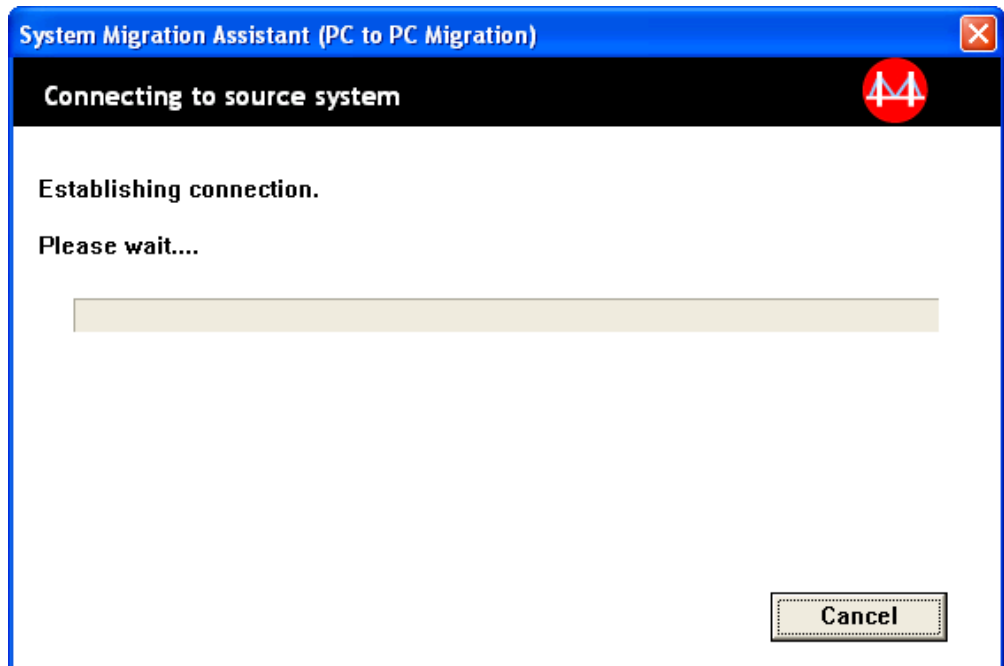 System Migration Assistant (PC to PC Migration)
Connecting to source system
Establishing connection.
Please wait....
Cancel